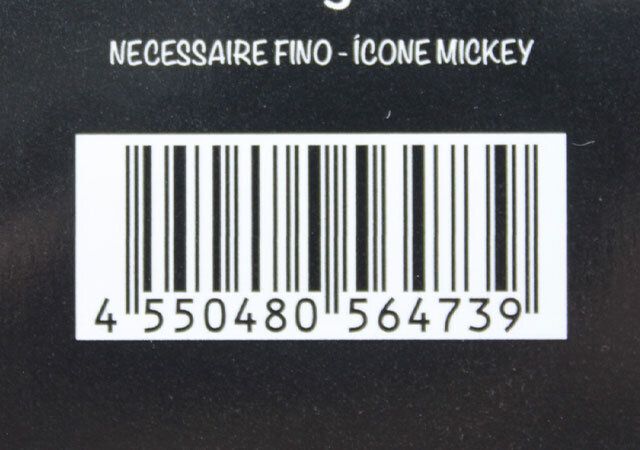 NECESSAIRE FINO - ÍCONE MICKEY
4 550480 564739